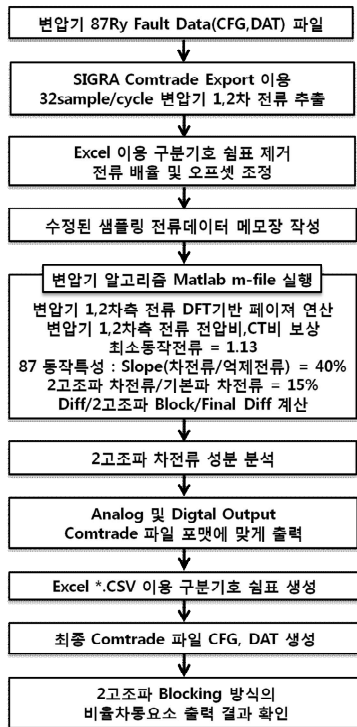 변압기 87Ry Fault Data(CFG,DAT) 파일
SIGRA Comtrade Export 이용
32sample/cycle 변압기 1,2차 전류 추출
Excel 이용 구분기호 쉼표 제거
전류 배율 및 오프셋 조정
수정된 샘플링 전류데이터 메모장 작성
변압기 알고리즘 Matlab m-file 실행
변압기 1,2차측 전류 DFT기반 페이져 연산
변압기 1,2차측 전류 전압비,CT비 보상
최소동작전류 = 1.13
87 동작특성 : Slope(차전류/억제전류) = 40%
2고조파 차전류/기본파 차전류 = 15%
Diff/2고조파 Block/Final Diff 계산
2고조파 차전류 성분 분석
Analog 및 Digtal Output
Comtrade 파일 포맷에 맞게 출력
Excel *.CSV 이용 구분기호 쉼표 생성
최종 Comtrade 파일 CFG, DAT 생성
2고조파 Blocking 방식의
비율차동요소 출력 결과 확인